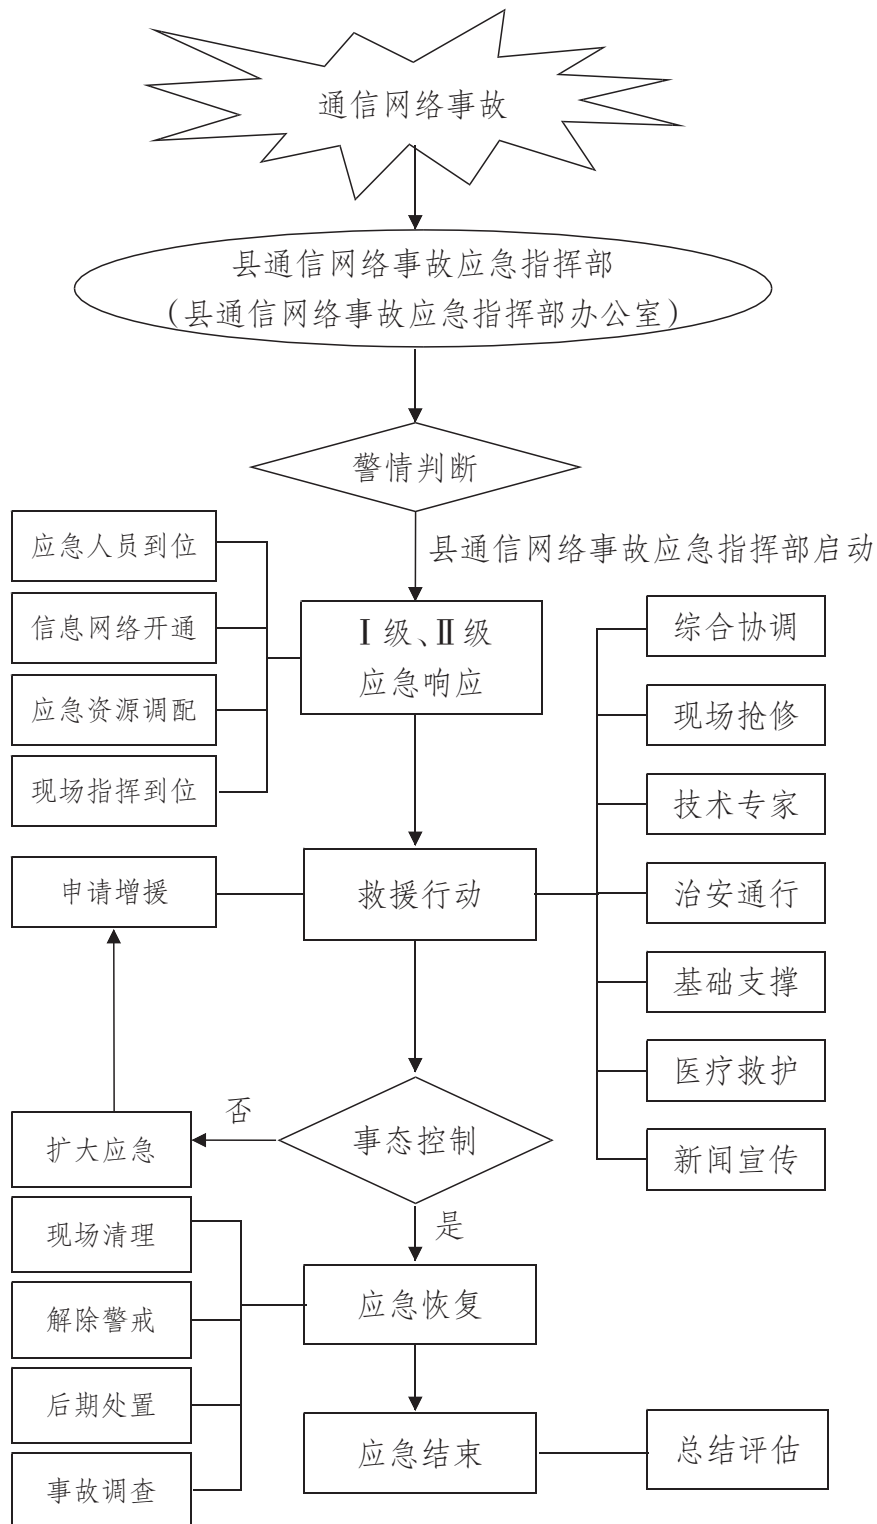 通信网络事故
县通信网络事故应急指挥部
(县通信网络事故应急指挥部办公室)
警情判断
县通信网络事故应急指挥部启动
应急人员到位
信息网络开通
应急资源调配
现场指挥到位
Ⅰ级、Ⅱ级
应急响应
综合协调
现场抢修
技术专家
治安通行
基础支撑
医疗救护
新闻宣传
申请增援
救援行动
否
扩大应急
事态控制
是
现场清理
解除警戒
后期处置
事故调查
应急恢复
应急结束
总结评估